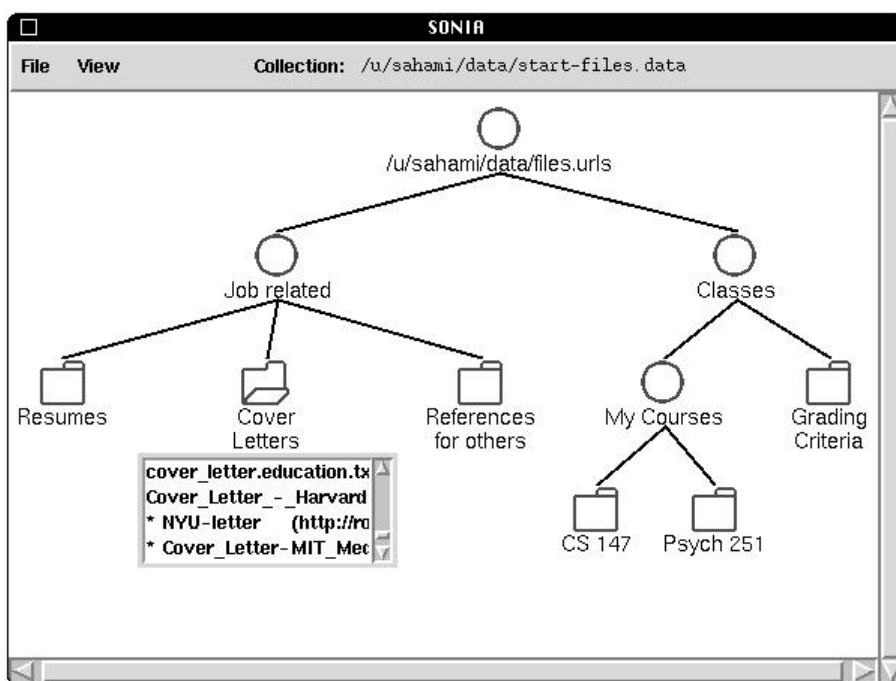 SONIA
File View Collection: /u/sahami/data/start-files.data
/u/sahami/data/files.urls
Job related
Classes
Resumes
Cover
Letters
References
for others
My Courses
Grading
Criteria
cover_letter.education.tx
Cover_Letter_-_Harvard
* NYU-letter (http://ro
* Cover_Letter-MIT_Med
CS 147
Psych 251